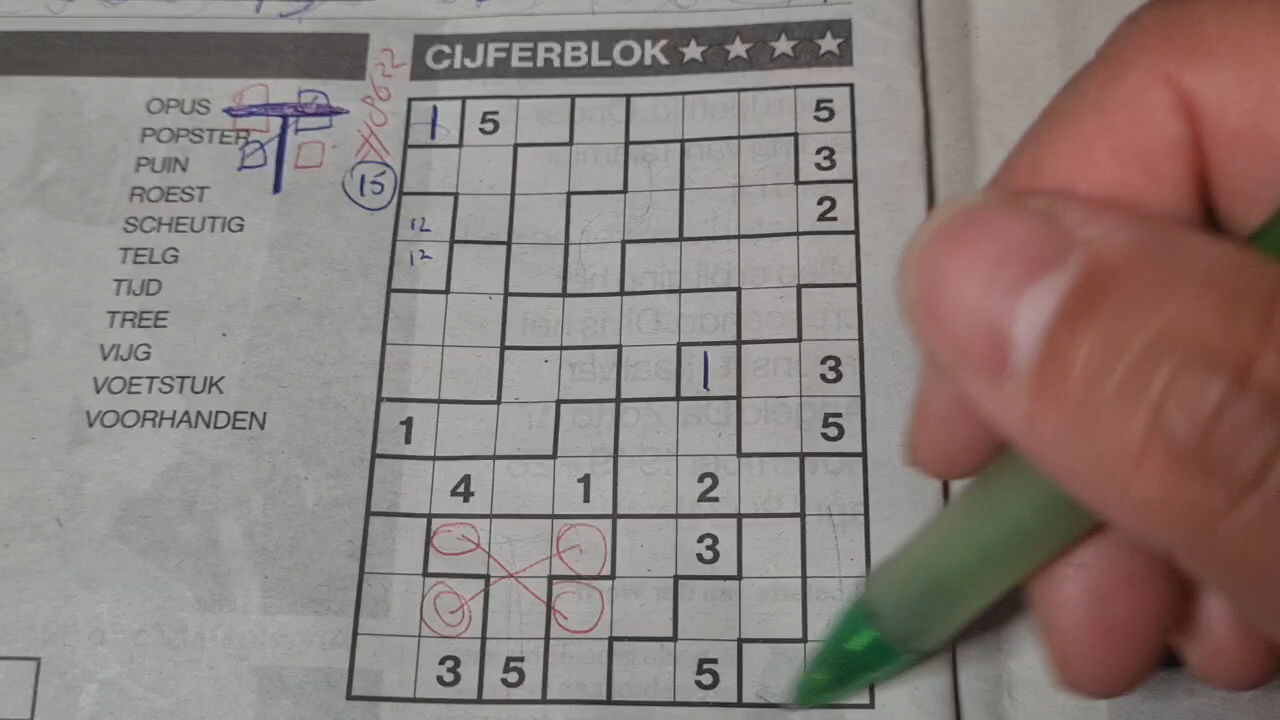 CIJFERBLOK
OPUS
POPSTER
PUIN
ROEST
SCHEUTIG
TELG
TIJD
TREE
VIJG
VOETSTUK
VOORHANDEN
15
1 5 5
3
12 2
12
1 3
1 5
4 1 2
3
3 5 5